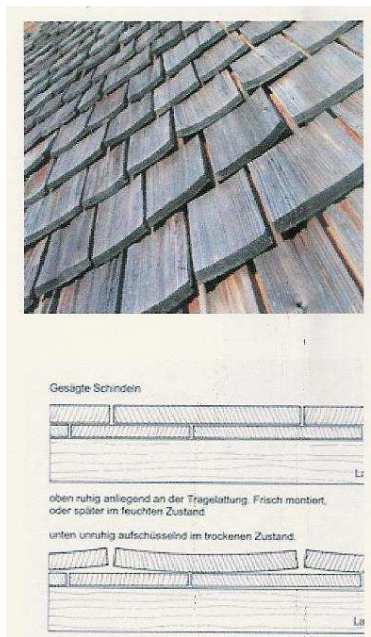 Gesägte Schindeln
La
oben ruhig anliegend an der Tragelattung. Frisch montiert,
oder später im feuchten Zustand
unten unruhig aufschüsselnd im trockenen Zustand.
La